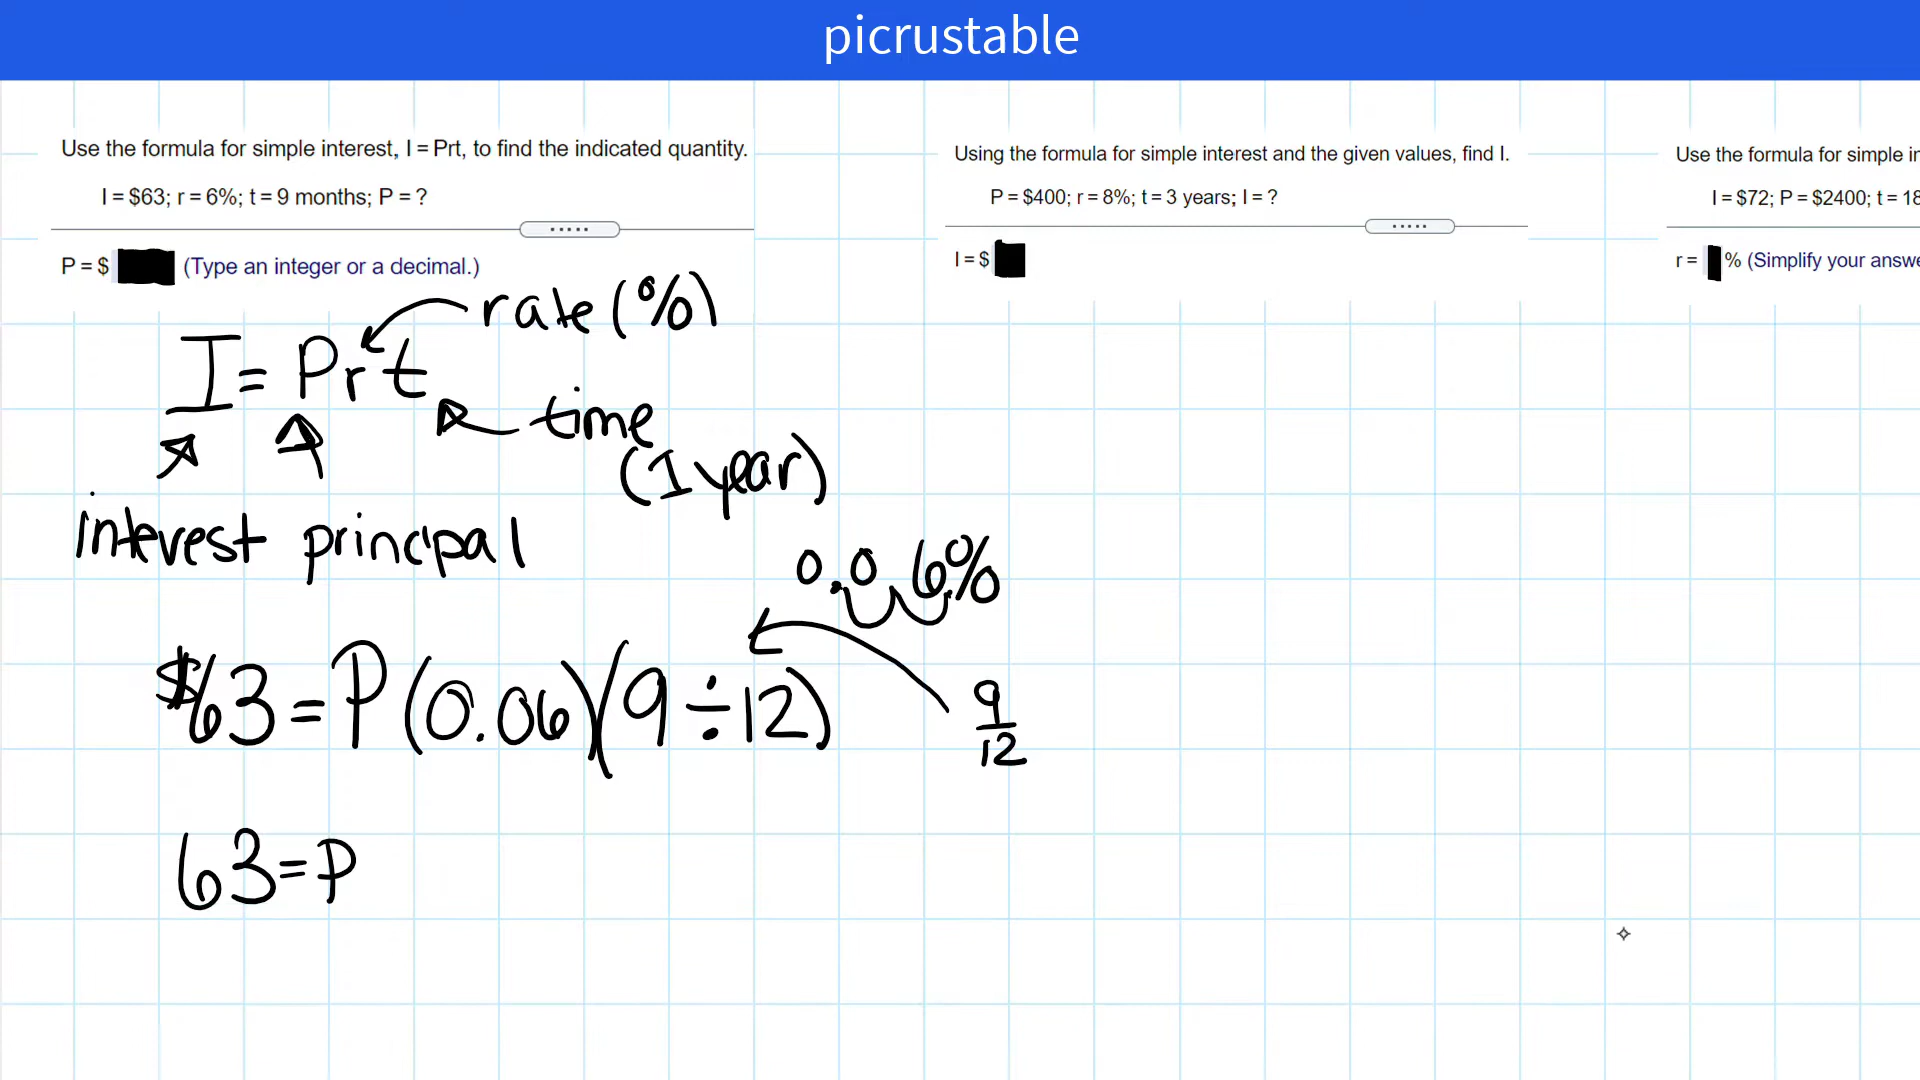 picrustable
Use the formula for simple interest, I = Prt, to find the indicated quantity.
I = $63; r = 6%; t = 9 months; P = ?
P = $ (Type an integer or a decimal.)
Using the formula for simple interest and the given values, find I.
P = $400; r = 8%; t = 3 years; I = ?
I = $
Use the formula for simple
I = $72; P = $2400; t = 18
r = % (Simplify your
rate (%)
I = Prt
time
(1 year)
interest principal
0.0 6%
$63 = P(0.06)(9 ÷ 12)
9
12
63 = P